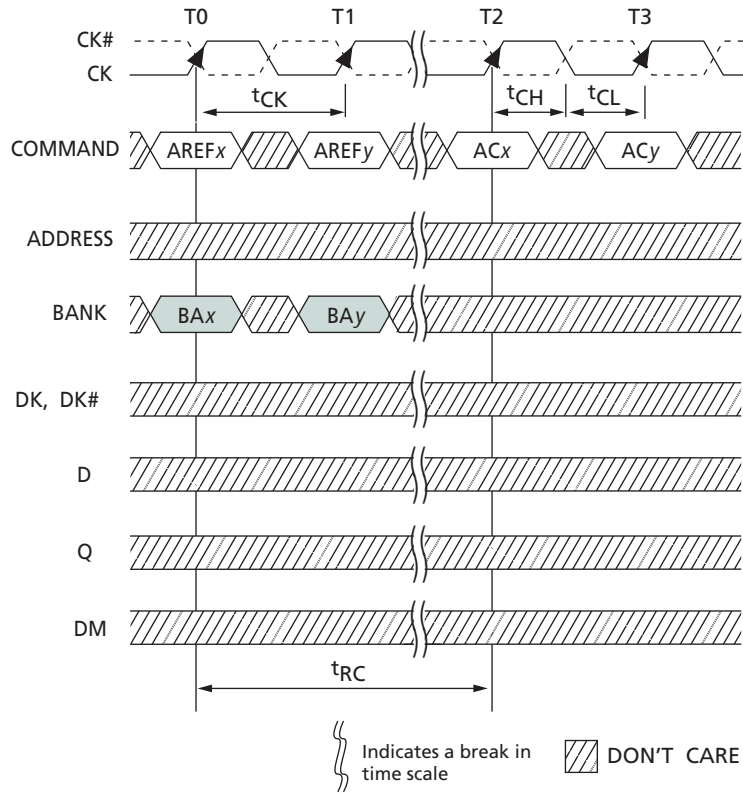 T0 T1 T2 T3
CK#
CK
tCK tCH tCL
COMMAND AREFx AREFy ACx ACy
ADDRESS
BANK BAx BAy
DK, DK#
D
Q
DM
tRC
Indicates a break in
time scale
DON'T CARE